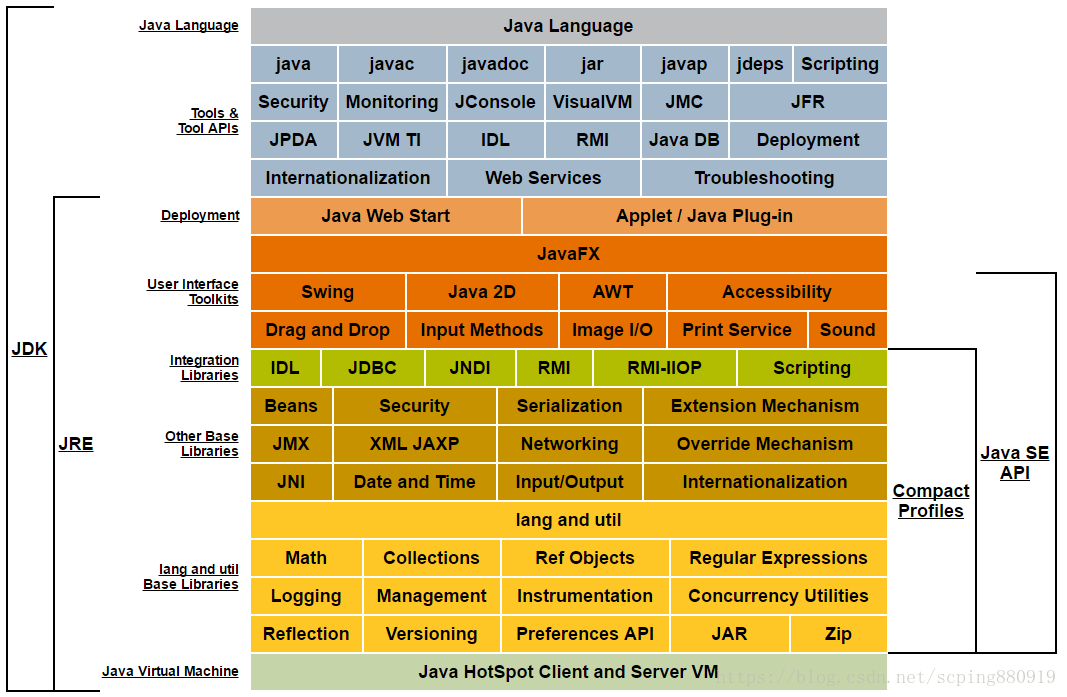 Java Language
Java Language
java javac javadoc jar javap jdeps Scripting
Tools &
Tool APIs
Security Monitoring JConsole VisualVM JMC JFR
JPDA JVM TI IDL RMI Java DB Deployment
Internationalization Web Services Troubleshooting
Deployment
Java Web Start Applet / Java Plug-in
JavaFX
User Interface
Toolkits
Swing Java 2D AWT Accessibility
Drag and Drop Input Methods Image I/O Print Service Sound
JDK
Integration
Libraries
IDL JDBC JNDI RMI RMI-IIOP Scripting
JRE
Other Base
Libraries
Beans Security Serialization Extension Mechanism
JMX XML JAXP Networking Override Mechanism
JNI Date and Time Input/Output Internationalization
Java SE
API
Compact
Profiles
lang and util
lang and util
Base Libraries
Math Collections Ref Objects Regular Expressions
Logging Management Instrumentation Concurrency Utilities
Reflection Versioning Preferences API JAR Zip
Java Virtual Machine
Java HotSpot Client and Server VM
https://blog.csdn.net/scping880919